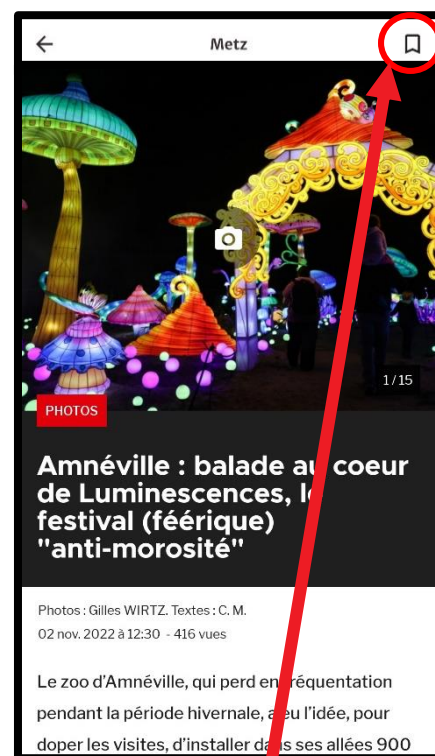 Metz
1/15
PHOTOS
Amnéville : balade au coeur
de Luminescences, le
festival (féérique)
"anti-morosité"
Photos : Gilles WIRTZ. Textes : C. M.
02 nov. 2022 à 12:30 - 416 vues
Le zoo d'Amnéville, qui perd en fréquentation
pendant la période hivernale, a eu l'idée, pour
doper les visites, d'installer dans ses allées 900